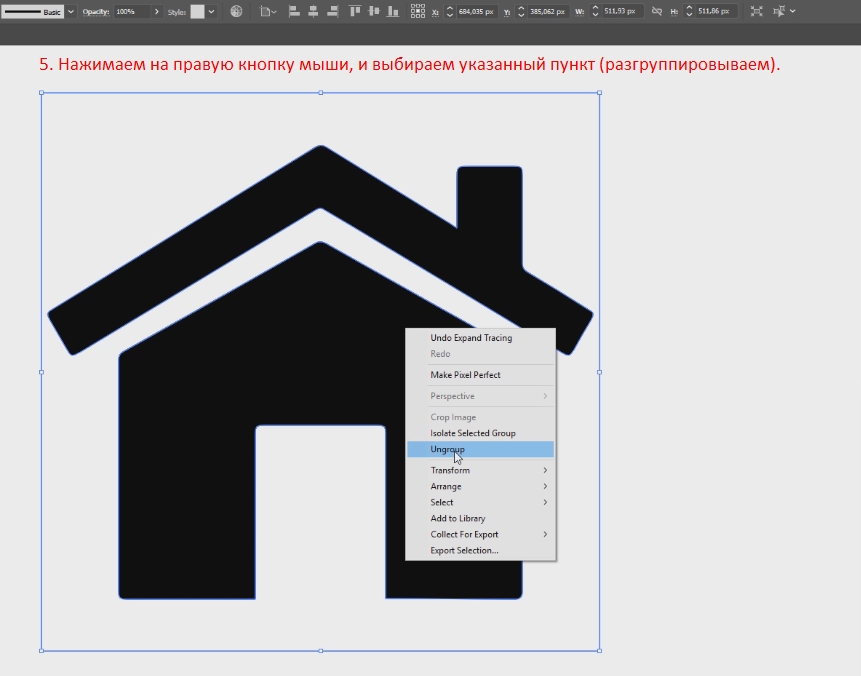 Basic Opacity: 100% Style: X: 684,035 px Y: 385,062 px W: 511,93 px H: 511,86 px
5. Нажимаем на правую кнопку мыши, и выбираем указанный пункт (разгруппировываем).
Undo Expand Tracing
Redo
Make Pixel Perfect
Perspective
Crop Image
Isolate Selected Group
Ungroup
Transform
Arrange
Select
Add to Library
Collect For Export
Export Selection...